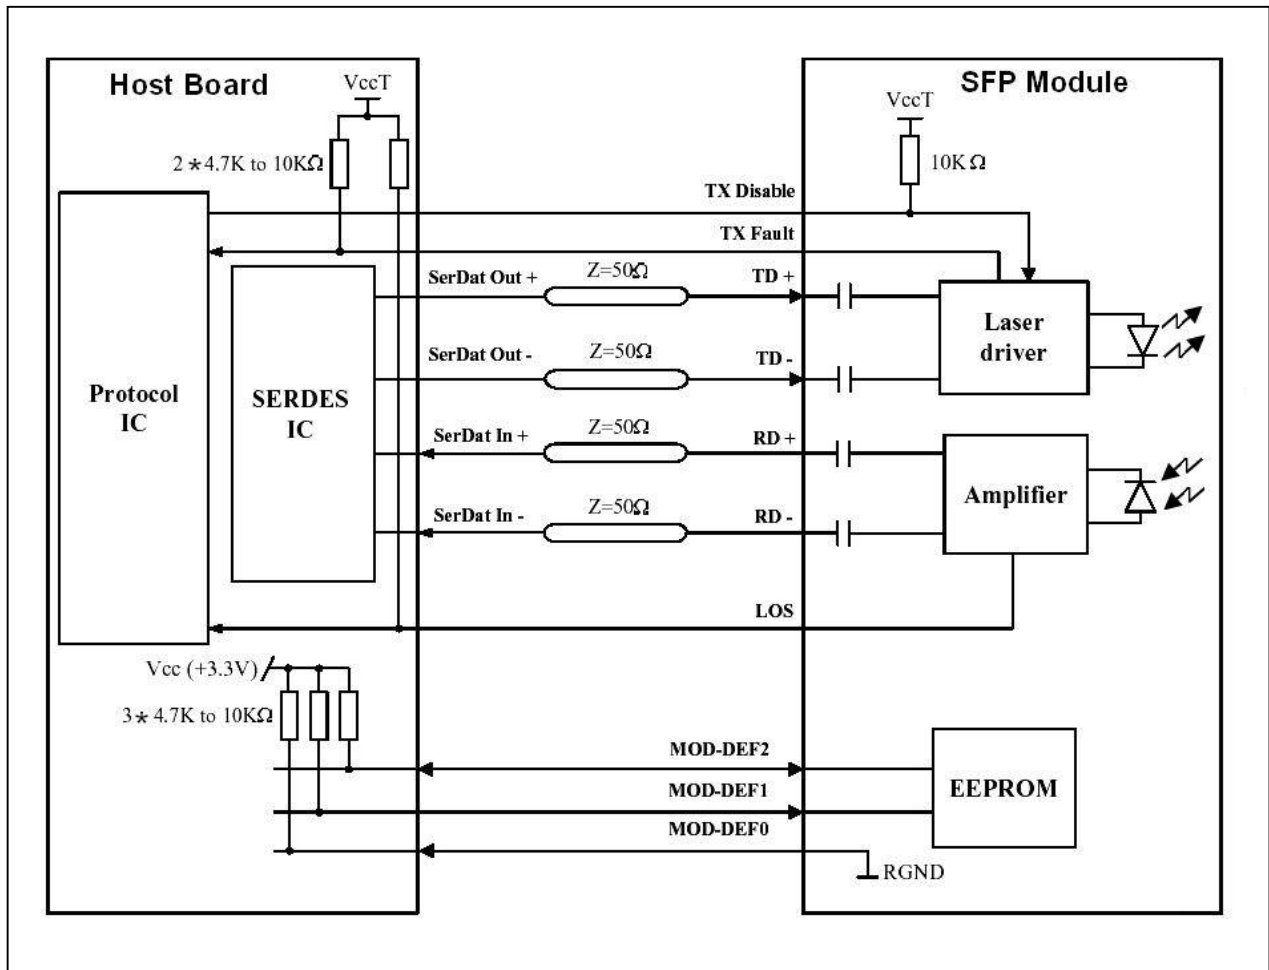 Host Board
SFP Module
VccT
VccT
2*4.7K to 10KΩ
10KΩ
TX Disable
TX Fault
SerDat Out +
Z=50Ω
TD +
Laser
driver
SerDat Out -
Z=50Ω
TD -
Protocol
IC
SERDES
IC
SerDat In +
Z=50Ω
RD +
Amplifier
SerDat In -
Z=50Ω
RD -
LOS
Vcc (+3.3V)
3*4.7K to 10KΩ
MOD-DEF2
EEPROM
MOD-DEF1
MOD-DEF0
RGND